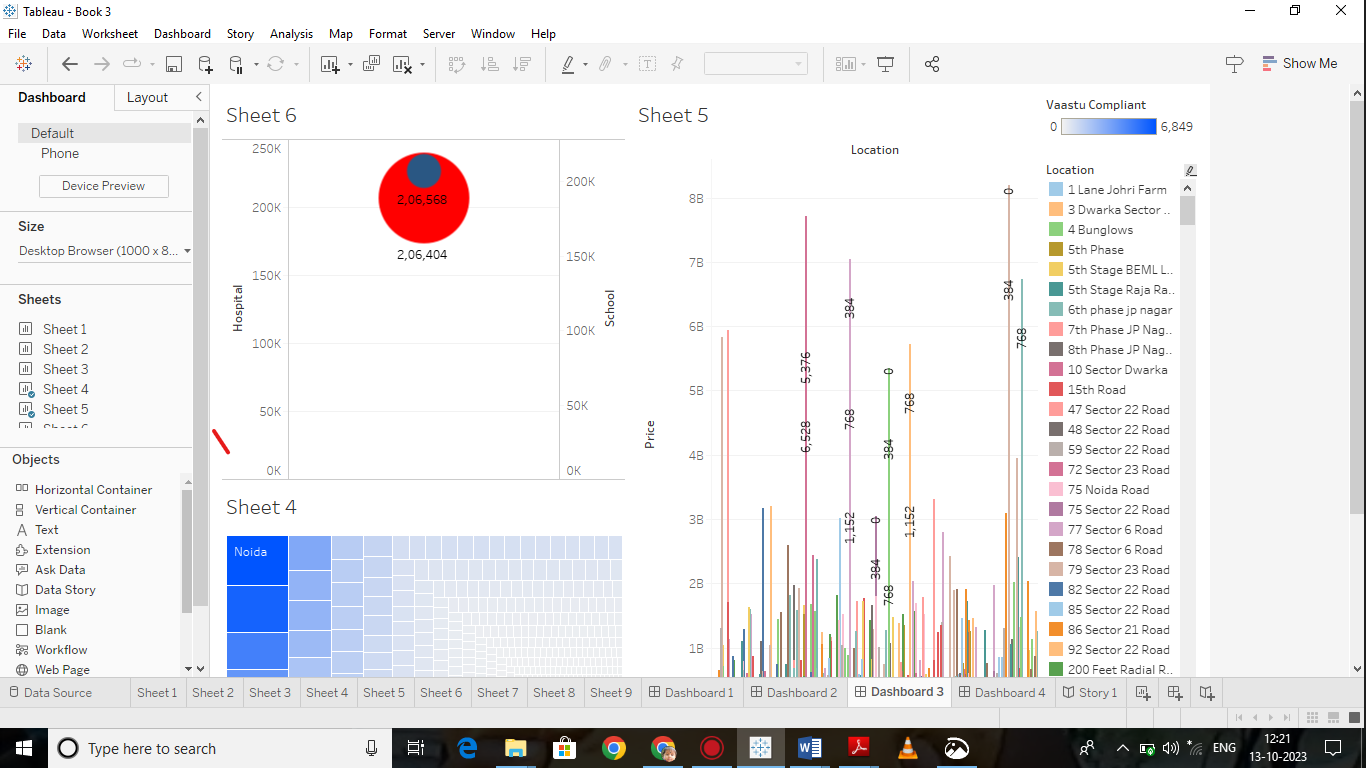 Tableau - Book 3
File Data Worksheet Dashboard Story Analysis Map Format Server Window Help
Show Me
Dashboard Layout
Default
Phone
Device Preview
Size
Desktop Browser (1000 x 8...
Sheets
Sheet 1
Sheet 2
Sheet 3
Sheet 4
Sheet 5
Objects
Horizontal Container
Vertical Container
Text
Extension
Ask Data
Data Story
Image
Blank
Workflow
Web Page
Sheet 6
250K
200K
150K
100K
50K
0K
Hospital
2,06,568
2,06,404
200K
150K
100K
50K
0K
School
Sheet 4
Noida
Sheet 5
Location
8B
7B
6B
5B
4B
3B
2B
1B
Price
5,376
6,528
384
768
1,152
0
384
768
0
384
768
1,152
0
384
768
Vaastu Compliant
0 6,849
Location
1 Lane Johri Farm
3 Dwarka Sector ..
4 Bunglows
5th Phase
5th Stage BEML L..
5th Stage Raja Ra..
6th phase jp nagar
7th Phase JP Nag..
8th Phase JP Nag..
10 Sector Dwarka
15th Road
47 Sector 22 Road
48 Sector 22 Road
59 Sector 22 Road
72 Sector 23 Road
75 Noida Road
75 Sector 22 Road
77 Sector 6 Road
78 Sector 6 Road
79 Sector 23 Road
82 Sector 22 Road
85 Sector 22 Road
86 Sector 21 Road
92 Sector 22 Road
200 Feet Radial R..
Data Source Sheet 1 Sheet 2 Sheet 3 Sheet 4 Sheet 5 Sheet 6 Sheet 7 Sheet 8 Sheet 9 Dashboard 1 Dashboard 2 Dashboard 3 Dashboard 4 Story 1
Type here to search
ENG
12:21
13-10-2023